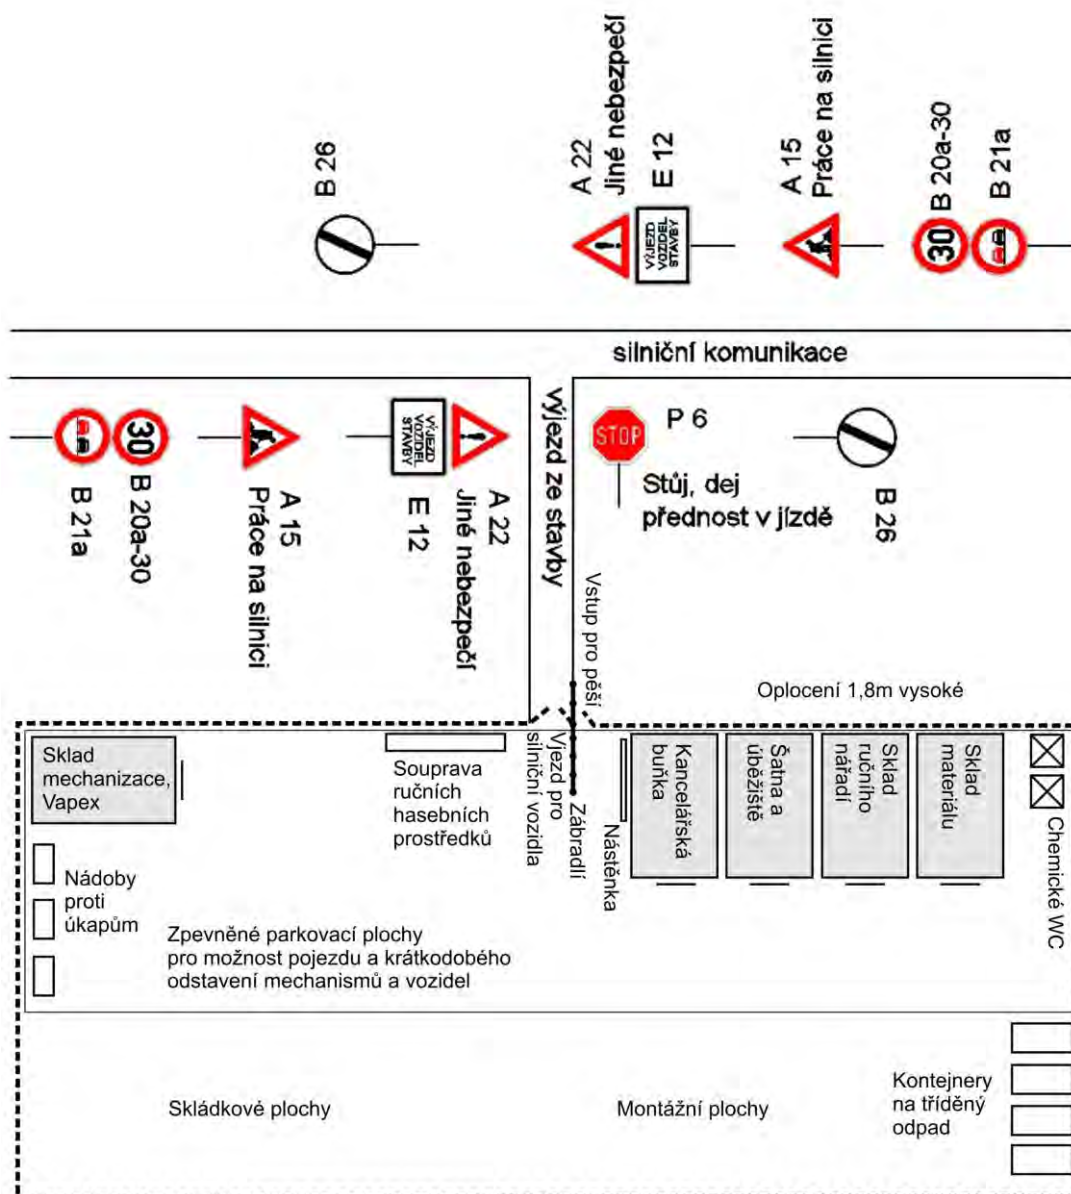 B 26
A 22
Jiné nebezpečí
E 12
VÝJEZD
VOZIDEL
STAVBY
A 15
Práce na silnici
30
B 20a-30
B 21a
silniční komunikace
B 21a
30
B 20a-30
A 15
Práce na silnici
VÝJEZD
VOZIDEL
STAVBY
E 12
A 22
Jiné nebezpečí
výjezd ze stavby
STOP
P 6
Stůj, dej
přednost v jízdě
B 26
Vstup pro pěší
Oplocení 1,8m vysoké
Sklad
mechanizace,
Vapex
Souprava
ručních
hasebních
prostředků
Vjezd pro
silniční vozidla
Zábradlí
Nástěnka
Kancelářská
buňka
Šatna a
úběžiště
Sklad
ručního
nářadí
Sklad
materiálu
Chemické WC
Nádoby
proti
úkapům
Zpevněné parkovací plochy
pro možnost pojezdu a krátkodobého
odstavení mechanismů a vozidel
Skládkové plochy
Montážní plochy
Kontejnery
na tříděný
odpad